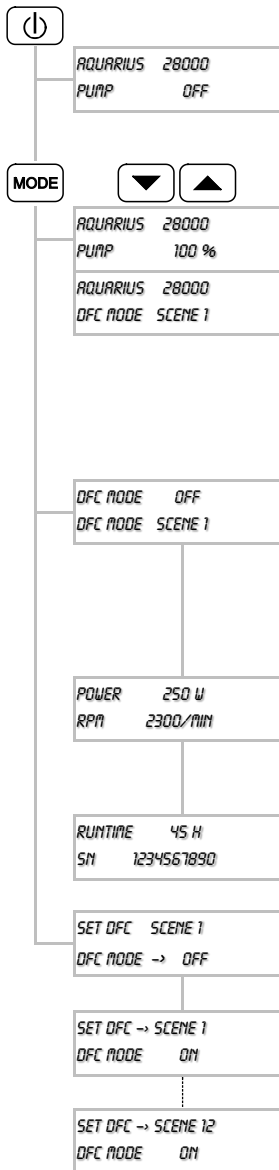 AQUARIUS 28000
PUMP OFF
MODE
AQUARIUS 28000
PUMP 100 %
AQUARIUS 28000
DFC MODE SCENE 1
DFC MODE OFF
DFC MODE SCENE 1
POWER 250 W
RPM 2300/MIN
RUNTIME 45 H
SN 1234567890
SET DFC SCENE 1
DFC MODE -> OFF
SET DFC -> SCENE 1
DFC MODE ON
SET DFC -> SCENE 12
DFC MODE ON